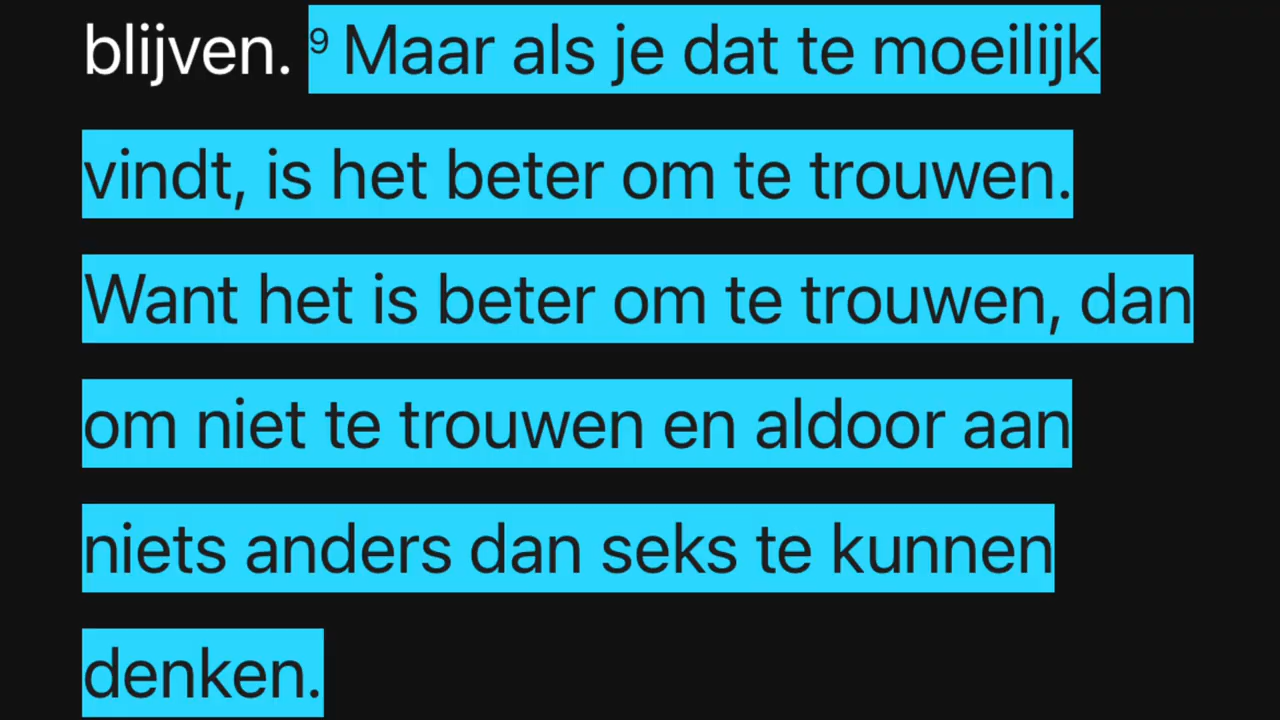 blijven. ⁹ Maar als je dat te moeilijk
vindt, is het beter om te trouwen.
Want het is beter om te trouwen, dan
om niet te trouwen en aldoor aan
niets anders dan seks te kunnen
denken.